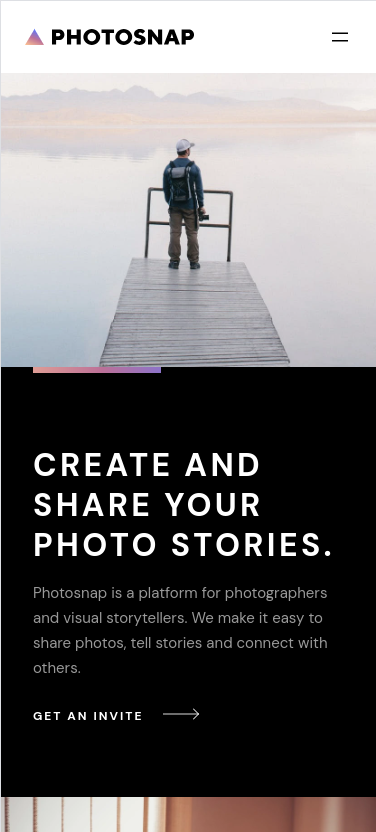 PHOTOSNAP
CREATE AND
SHARE YOUR
PHOTO STORIES.
Photosnap is a platform for photographers
and visual storytellers. We make it easy to
share photos, tell stories and connect with
others.
GET AN INVITE